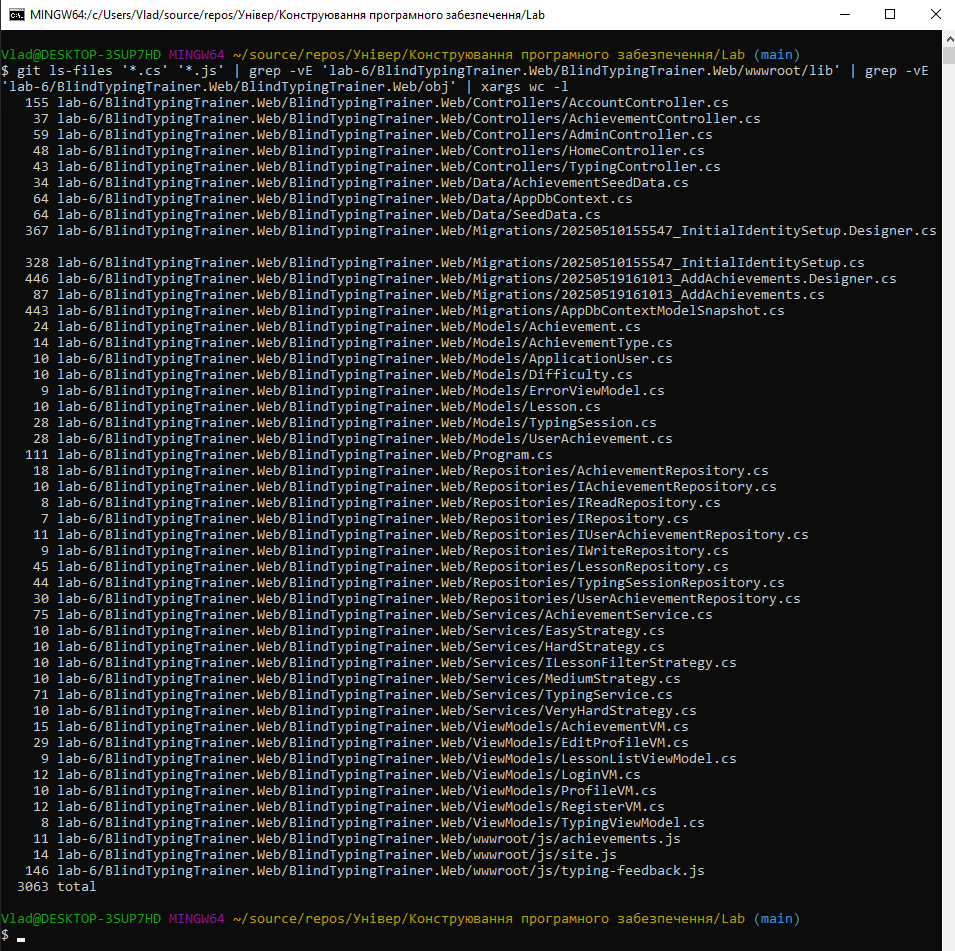 MINGW64:/c/Users/Vlad/source/repos/Універ/Конструювання програмного забезпечення/Lab
Vlad@DESKTOP-3SUP7HD MINGW64 ~/source/repos/Універ/Конструювання програмного забезпечення/Lab (main)
$ git ls-files '*.cs' '*.js' | grep -vE 'lab-6/BlindTypingTrainer.Web/BlindTypingTrainer.Web/wwwroot/lib' | grep -vE
'lab-6/BlindTypingTrainer.Web/BlindTypingTrainer.Web/obj' | xargs wc -l
155 lab-6/BlindTypingTrainer.Web/BlindTypingTrainer.Web/Controllers/AccountController.cs
37 lab-6/BlindTypingTrainer.Web/BlindTypingTrainer.Web/Controllers/AchievementController.cs
59 lab-6/BlindTypingTrainer.Web/BlindTypingTrainer.Web/Controllers/AdminController.cs
48 lab-6/BlindTypingTrainer.Web/BlindTypingTrainer.Web/Controllers/HomeController.cs
43 lab-6/BlindTypingTrainer.Web/BlindTypingTrainer.Web/Controllers/TypingController.cs
34 lab-6/BlindTypingTrainer.Web/BlindTypingTrainer.Web/Data/AchievementSeedData.cs
64 lab-6/BlindTypingTrainer.Web/BlindTypingTrainer.Web/Data/AppDbContext.cs
64 lab-6/BlindTypingTrainer.Web/BlindTypingTrainer.Web/Data/SeedData.cs
367 lab-6/BlindTypingTrainer.Web/BlindTypingTrainer.Web/Migrations/20250510155547_InitialIdentitySetup.Designer.cs
328 lab-6/BlindTypingTrainer.Web/BlindTypingTrainer.Web/Migrations/20250510155547_InitialIdentitySetup.cs
446 lab-6/BlindTypingTrainer.Web/BlindTypingTrainer.Web/Migrations/20250519161013_AddAchievements.Designer.cs
87 lab-6/BlindTypingTrainer.Web/BlindTypingTrainer.Web/Migrations/20250519161013_AddAchievements.cs
443 lab-6/BlindTypingTrainer.Web/BlindTypingTrainer.Web/Migrations/AppDbContextModelSnapshot.cs
24 lab-6/BlindTypingTrainer.Web/BlindTypingTrainer.Web/Models/Achievement.cs
14 lab-6/BlindTypingTrainer.Web/BlindTypingTrainer.Web/Models/AchievementType.cs
10 lab-6/BlindTypingTrainer.Web/BlindTypingTrainer.Web/Models/ApplicationUser.cs
10 lab-6/BlindTypingTrainer.Web/BlindTypingTrainer.Web/Models/Difficulty.cs
9 lab-6/BlindTypingTrainer.Web/BlindTypingTrainer.Web/Models/ErrorViewModel.cs
10 lab-6/BlindTypingTrainer.Web/BlindTypingTrainer.Web/Models/Lesson.cs
28 lab-6/BlindTypingTrainer.Web/BlindTypingTrainer.Web/Models/TypingSession.cs
28 lab-6/BlindTypingTrainer.Web/BlindTypingTrainer.Web/Models/UserAchievement.cs
111 lab-6/BlindTypingTrainer.Web/BlindTypingTrainer.Web/Program.cs
18 lab-6/BlindTypingTrainer.Web/BlindTypingTrainer.Web/Repositories/AchievementRepository.cs
10 lab-6/BlindTypingTrainer.Web/BlindTypingTrainer.Web/Repositories/IAchievementRepository.cs
8 lab-6/BlindTypingTrainer.Web/BlindTypingTrainer.Web/Repositories/IReadRepository.cs
7 lab-6/BlindTypingTrainer.Web/BlindTypingTrainer.Web/Repositories/IRepository.cs
11 lab-6/BlindTypingTrainer.Web/BlindTypingTrainer.Web/Repositories/IUserAchievementRepository.cs
9 lab-6/BlindTypingTrainer.Web/BlindTypingTrainer.Web/Repositories/IWriteRepository.cs
45 lab-6/BlindTypingTrainer.Web/BlindTypingTrainer.Web/Repositories/LessonRepository.cs
44 lab-6/BlindTypingTrainer.Web/BlindTypingTrainer.Web/Repositories/TypingSessionRepository.cs
30 lab-6/BlindTypingTrainer.Web/BlindTypingTrainer.Web/Repositories/UserAchievementRepository.cs
75 lab-6/BlindTypingTrainer.Web/BlindTypingTrainer.Web/Services/AchievementService.cs
10 lab-6/BlindTypingTrainer.Web/BlindTypingTrainer.Web/Services/EasyStrategy.cs
10 lab-6/BlindTypingTrainer.Web/BlindTypingTrainer.Web/Services/HardStrategy.cs
10 lab-6/BlindTypingTrainer.Web/BlindTypingTrainer.Web/Services/ILessonFilterStrategy.cs
10 lab-6/BlindTypingTrainer.Web/BlindTypingTrainer.Web/Services/MediumStrategy.cs
71 lab-6/BlindTypingTrainer.Web/BlindTypingTrainer.Web/Services/TypingService.cs
10 lab-6/BlindTypingTrainer.Web/BlindTypingTrainer.Web/Services/VeryHardStrategy.cs
15 lab-6/BlindTypingTrainer.Web/BlindTypingTrainer.Web/ViewModels/AchievementVM.cs
29 lab-6/BlindTypingTrainer.Web/BlindTypingTrainer.Web/ViewModels/EditProfileVM.cs
9 lab-6/BlindTypingTrainer.Web/BlindTypingTrainer.Web/ViewModels/LessonListViewModel.cs
12 lab-6/BlindTypingTrainer.Web/BlindTypingTrainer.Web/ViewModels/LoginVM.cs
10 lab-6/BlindTypingTrainer.Web/BlindTypingTrainer.Web/ViewModels/ProfileVM.cs
12 lab-6/BlindTypingTrainer.Web/BlindTypingTrainer.Web/ViewModels/RegisterVM.cs
8 lab-6/BlindTypingTrainer.Web/BlindTypingTrainer.Web/ViewModels/TypingViewModel.cs
11 lab-6/BlindTypingTrainer.Web/BlindTypingTrainer.Web/wwwroot/js/achievements.js
14 lab-6/BlindTypingTrainer.Web/BlindTypingTrainer.Web/wwwroot/js/site.js
146 lab-6/BlindTypingTrainer.Web/BlindTypingTrainer.Web/wwwroot/js/typing-feedback.js
3063 total
Vlad@DESKTOP-3SUP7HD MINGW64 ~/source/repos/Універ/Конструювання програмного забезпечення/Lab (main)
$